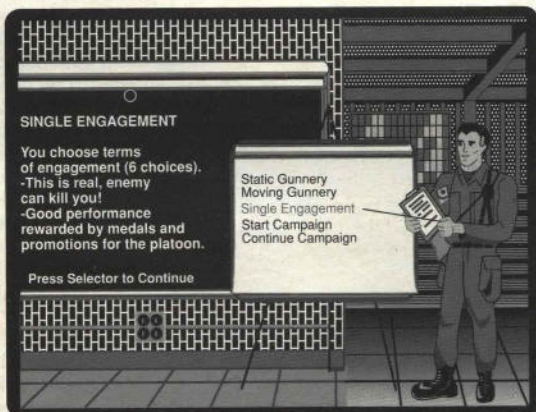 SINGLE ENGAGEMENT
You choose terms
of engagement (6 choices).
-This is real, enemy
can kill you!
-Good performance
rewarded by medals and
promotions for the platoon.
Press Selector to Continue
Static Gunnery
Moving Gunnery
Single Engagement
Start Campaign
Continue Campaign